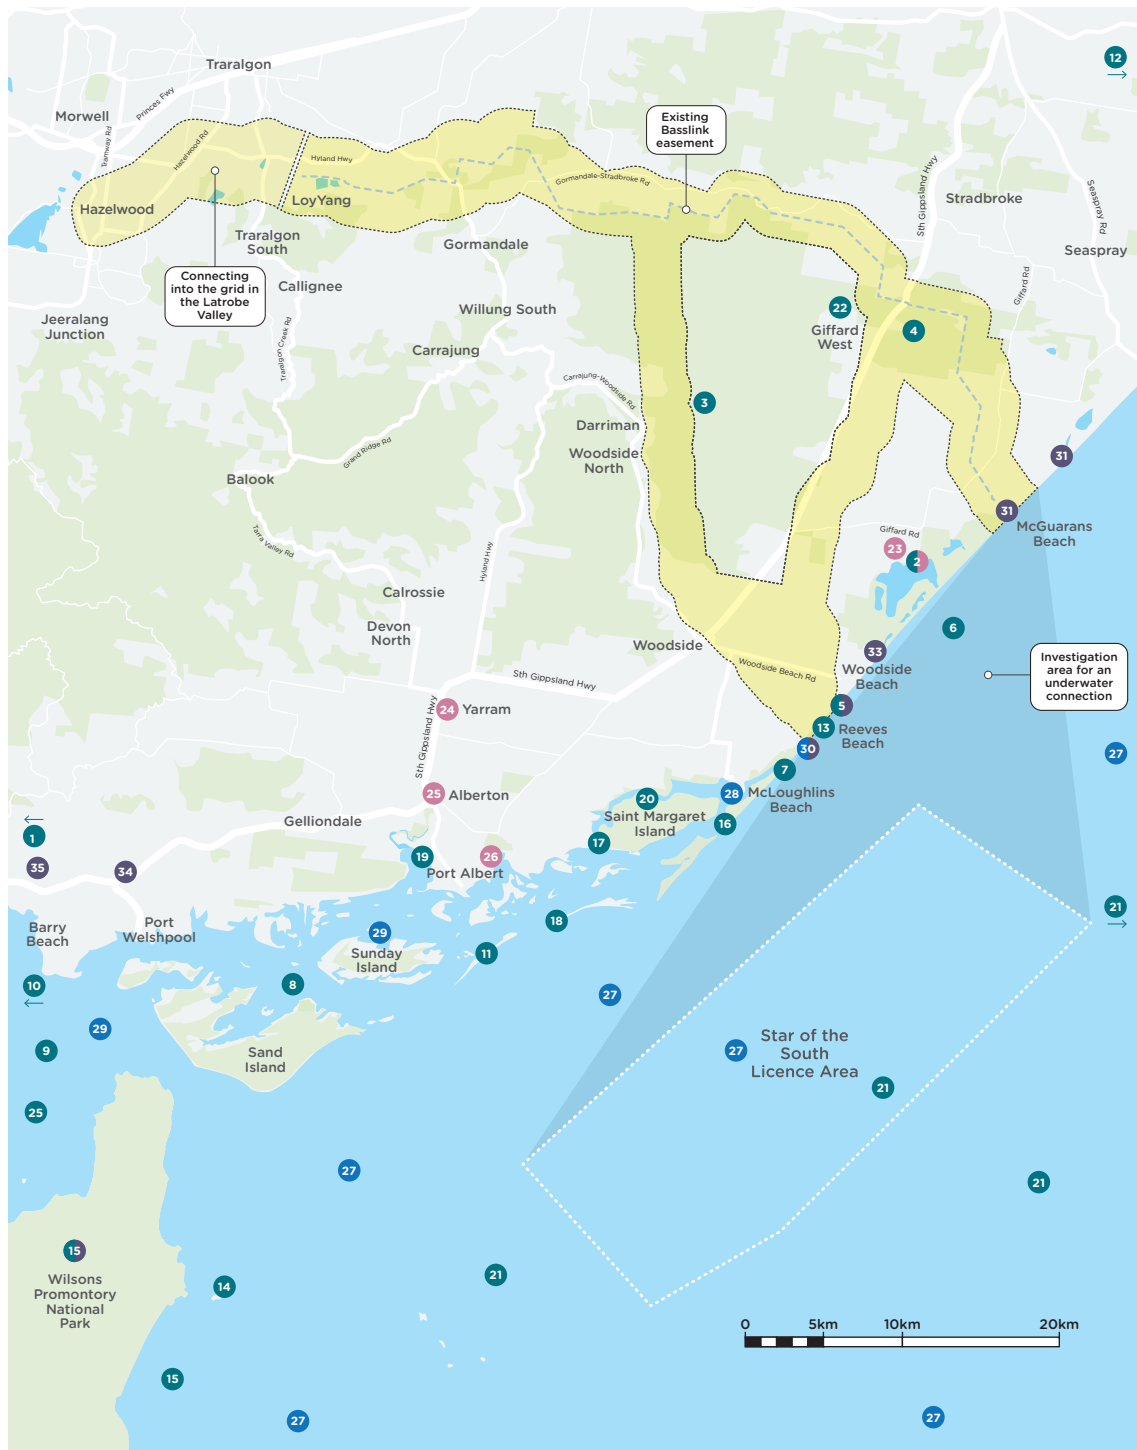 12
Traralgon
Princes Fwy
Morwell
Tramway Rd
Hazelwood Rd
Existing
Basslink
easement
Hyland Hwy
Gormandale-Stradbroke Rd
Sth Gippsland Hwy
Stradbroke
Seaspray Rd
Seaspray
Hazelwood
LoyYang
Traralgon
South
Gormandale
Connecting
into the grid in
the Latrobe
Valley
Callignee
Giffard Rd
Willung South
22
Giffard
West
4
Jeeralang
Junction
Traralgon Creek Rd
Carrajung
Carrajung-Woodside Rd
3
Darriman
Grand Ridge Rd
Woodside
North
31
Balook
31
McGuarans
Beach
Tarra Valley Rd
Hyland Hwy
Giffard Rd
23
2
Calrossie
Devon
North
6
Woodside
33
Woodside
Beach
Woodside Beach Rd
Investigation
area for an
underwater
connection
Sth Gippsland Hwy
24
Yarram
5
13
Reeves
Beach
30
27
Sth Gippsland Hwy
7
25
Alberton
20
28
McLoughlins
Beach
Saint Margaret
Island
16
Gelliondale
1
17
35
34
19
26
Port Albert
21
18
Barry
Beach
Port
Welshpool
29
Sunday
Island
11
10
8
27
29
9
Sand
Island
27
Star of the
South
Licence Area
21
25
27
21
15
Wilsons
Promontory
National
Park
14
21
0
5km
10km
20km
15
27
27